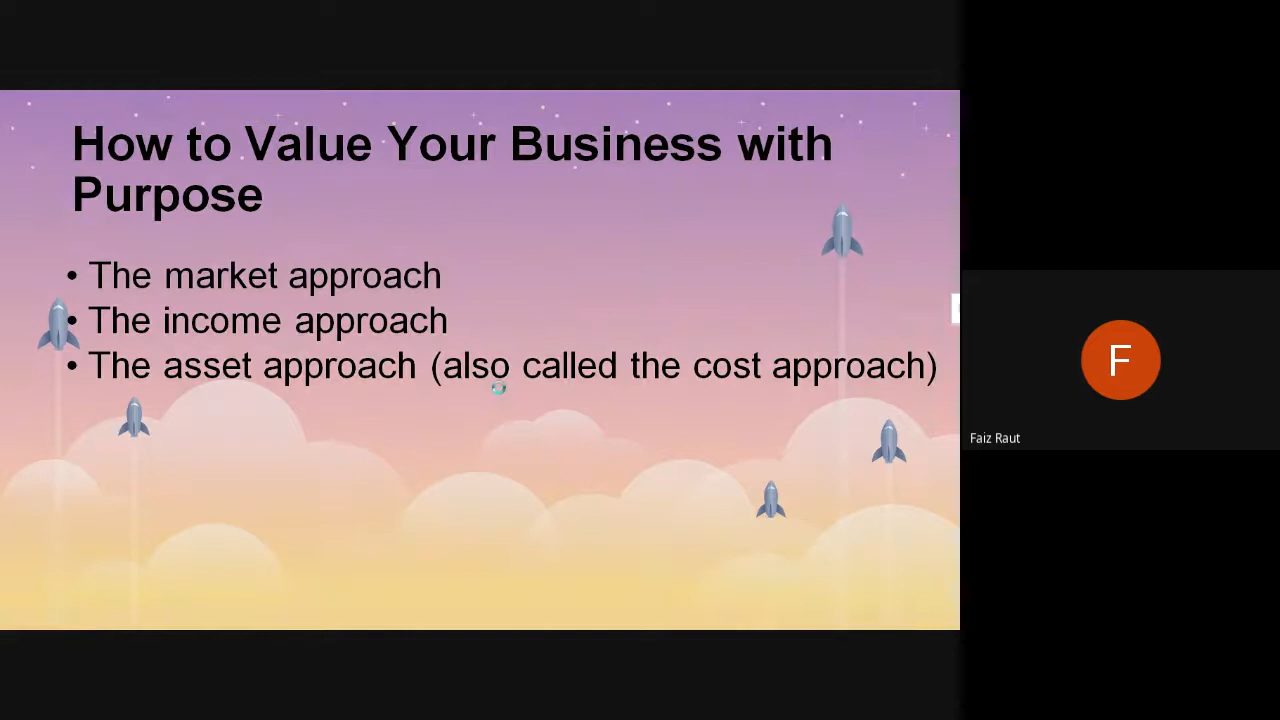 How to Value Your Business with
Purpose
• The market approach
• The income approach
• The asset approach (also called the cost approach)
F
Faiz Raut